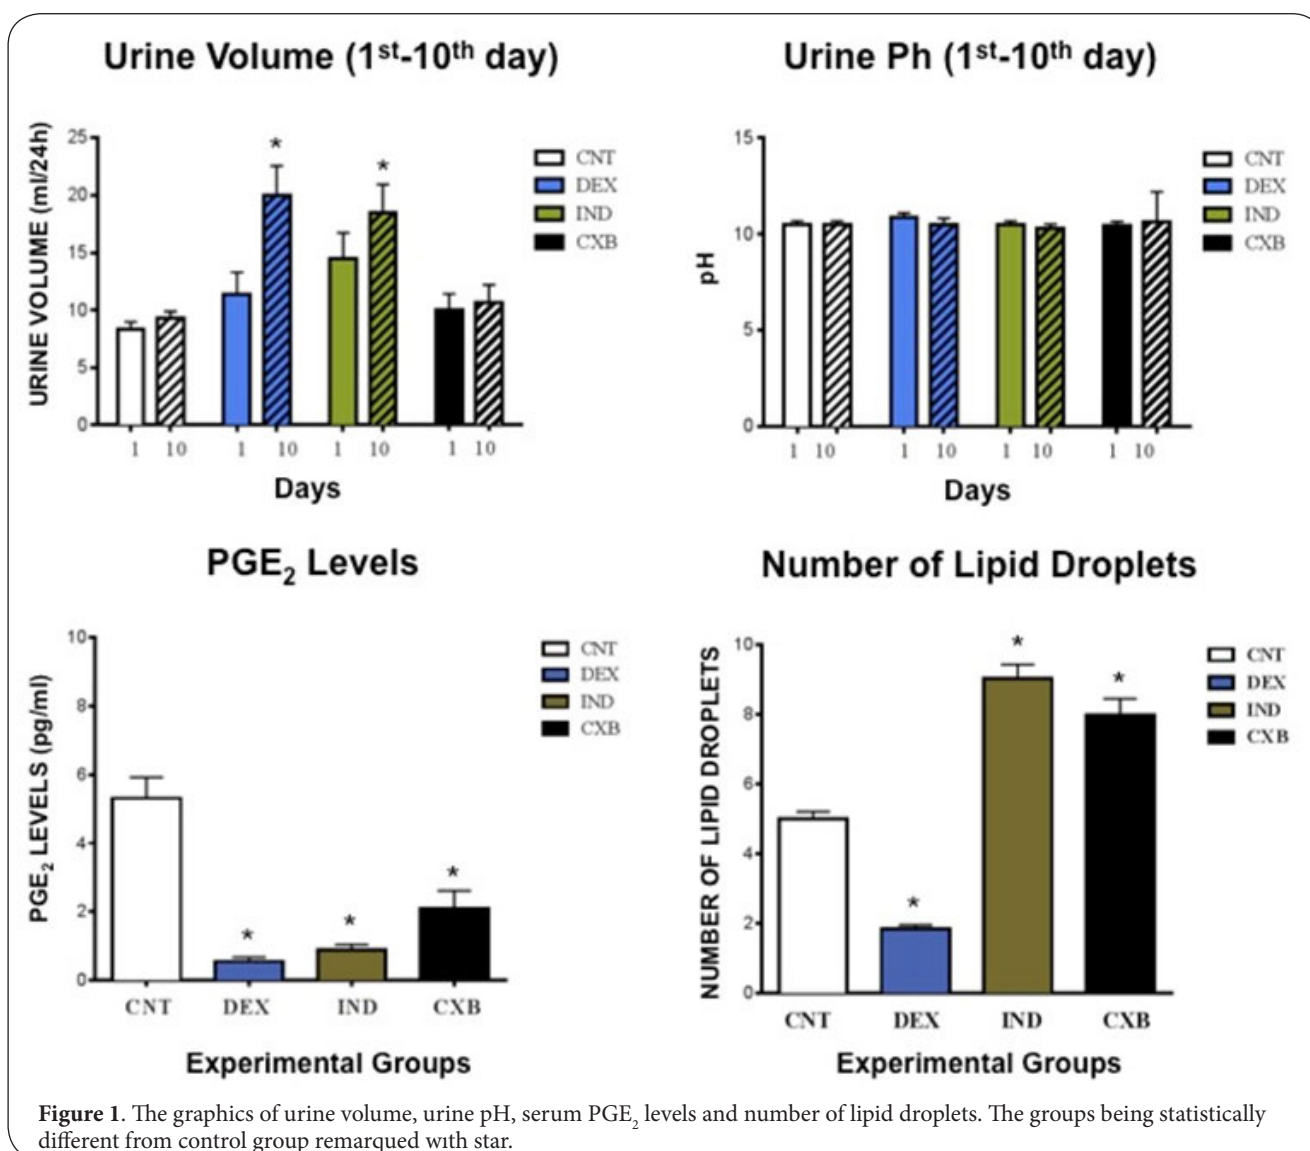 Urine Volume (1st-10th day)
URINE VOLUME (ml/24h)
25
20
15
10
5
0
*
*
CNT
DEX
IND
CXB
1 10 1 10 1 10 1 10
Days
Urine Ph (1st-10th day)
pH
15
10
5
0
CNT
DEX
IND
CXB
1 10 1 10 1 10 1 10
Days
PGE2 Levels
PGE2 LEVELS (pg/ml)
10
8
6
4
2
0
*
*
*
CNT
DEX
IND
CXB
CNT DEX IND CXB
Experimental Groups
Number of Lipid Droplets
NUMBER OF LIPID DROPLETS
10
8
6
4
2
0
*
*
*
CNT
DEX
IND
CXB
CNT DEX IND CXB
Experimental Groups
Figure 1. The graphics of urine volume, urine pH, serum PGE2 levels and number of lipid droplets. The groups being statistically
different from control group remarqued wıth star.